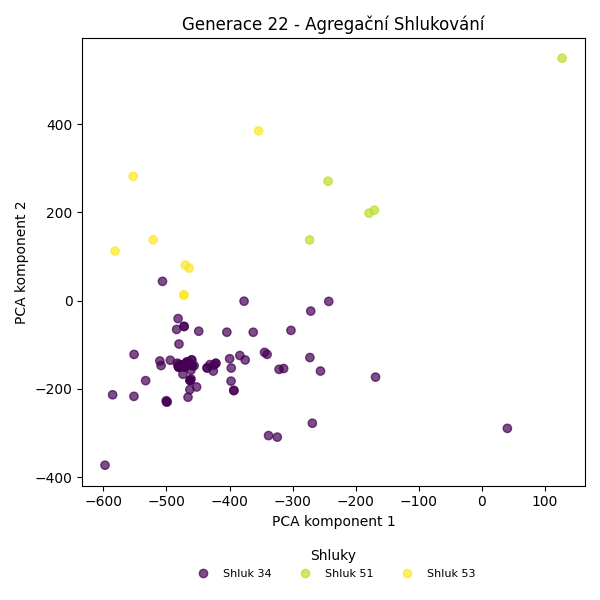 Generace 22 - Agregační Shlukování
PCA komponent 2
400
200
0
−200
−400
−600 −500 −400 −300 −200 −100 0 100
PCA komponent 1
Shluky
Shluk 34 Shluk 51 Shluk 53